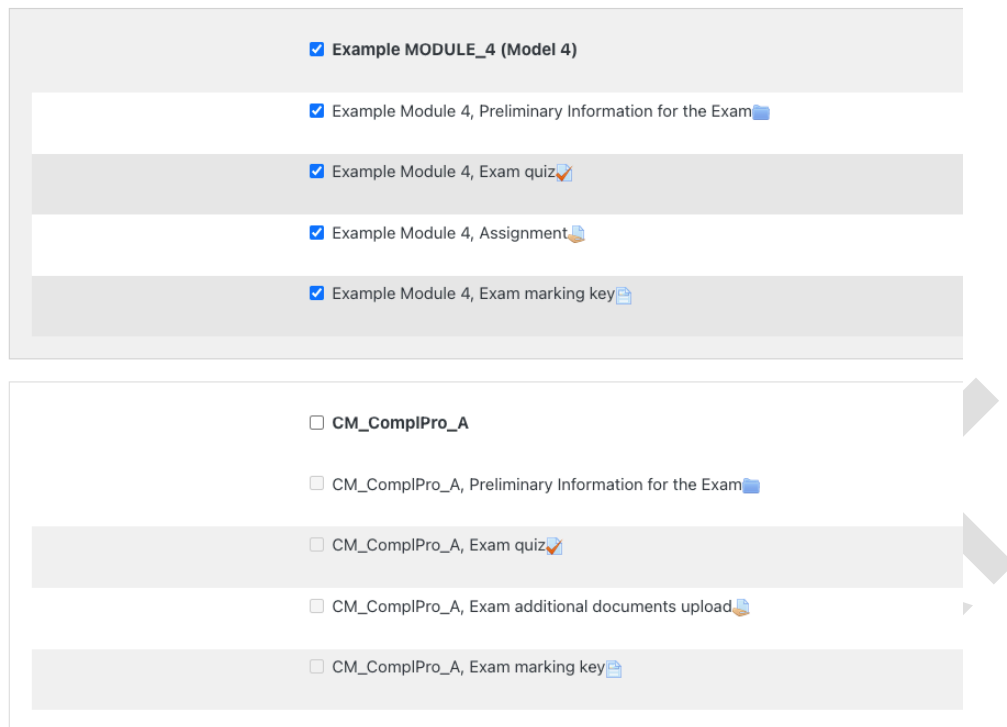 Example MODULE_4 (Model 4)
Example Module 4, Preliminary Information for the Exam
Example Module 4, Exam quiz
Example Module 4, Assignment
Example Module 4, Exam marking key
CM_ComplPro_A
CM_ComplPro_A, Preliminary Information for the Exam
CM_ComplPro_A, Exam quiz
CM_ComplPro_A, Exam additional documents upload
CM_ComplPro_A, Exam marking key